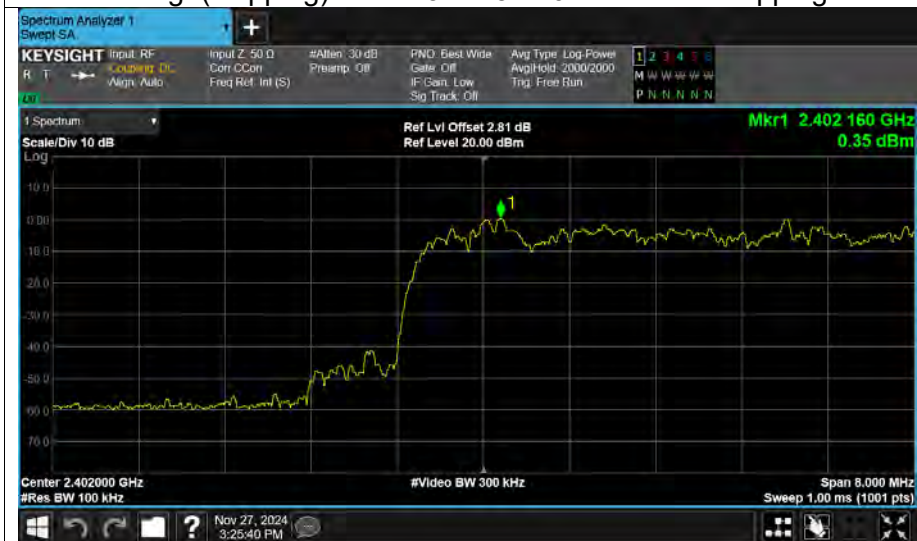 Spectrum Analyzer 1
Swept SA
KEYSIGHT
R T
Input: RF
Coupling: DC
Align: Auto
Input Z: 50 Ω
Corr CCorr
Freq Ref: Int (S)
#Atten: 30 dB
Preamp: Off
PNO: Best Wide
Gate: Off
IF Gain: Low
Sig Track: Off
Avg Type: Log-Power
Avg|Hold: 2000/2000
Trig: Free Run
1 2 3 4 5 6
M W W W W W
P N N N N N
1 Spectrum
Scale/Div 10 dB
Log
Ref Lvl Offset 2.81 dB
Ref Level 20.00 dBm
Mkr1 2.402 160 GHz
0.35 dBm
10.0
0.00
-10.0
-20.0
-30.0
-40.0
-50.0
-60.0
-70.0
1
Center 2.402000 GHz
#Res BW 100 kHz
#Video BW 300 kHz
Span 8.000 MHz
Sweep 1.00 ms (1001 pts)
?
Nov 27, 2024
3:25:40 PM